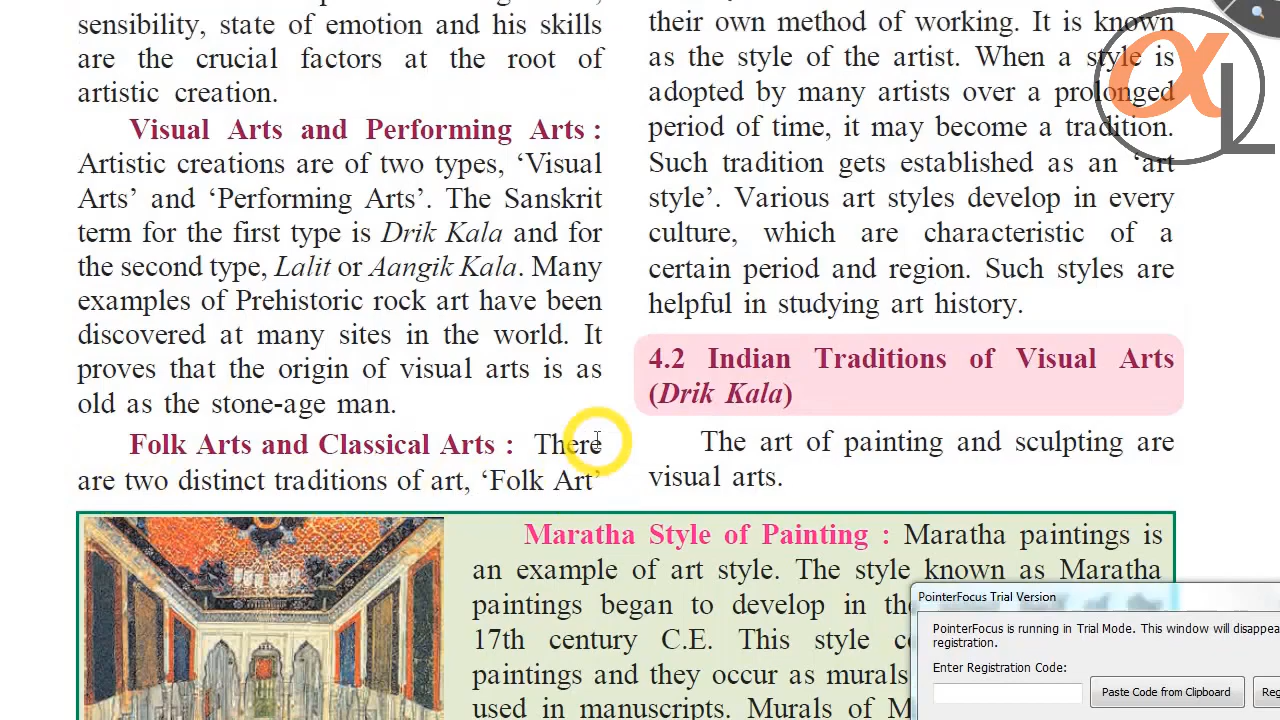 sensibility, state of emotion and his skills
are the crucial factors at the root of
artistic creation.
Visual Arts and Performing Arts :
Artistic creations are of two types, ‘Visual
Arts’ and ‘Performing Arts’. The Sanskrit
term for the first type is Drik Kala and for
the second type, Lalit or Aangik Kala. Many
examples of Prehistoric rock art have been
discovered at many sites in the world. It
proves that the origin of visual arts is as
old as the stone-age man.
Folk Arts and Classical Arts : There
are two distinct traditions of art, ‘Folk Art’
their own method of working. It is known
as the style of the artist. When a style is
adopted by many artists over a prolonged
period of time, it may become a tradition.
Such tradition gets established as an ‘art
style’. Various art styles develop in every
culture, which are characteristic of a
certain period and region. Such styles are
helpful in studying art history.
4.2 Indian Traditions of Visual Arts
(Drik Kala)
The art of painting and sculpting are
visual arts.
Maratha Style of Painting : Maratha paintings is
an example of art style. The style known as Maratha
paintings began to develop in the
17th century C.E. This style
paintings and they occur as murals
used in manuscripts. Murals of
αL
PointerFocus Trial Version
PointerFocus is running in Trial Mode. This window will
registration.
Enter Registration Code:
Paste Code from Clipboard